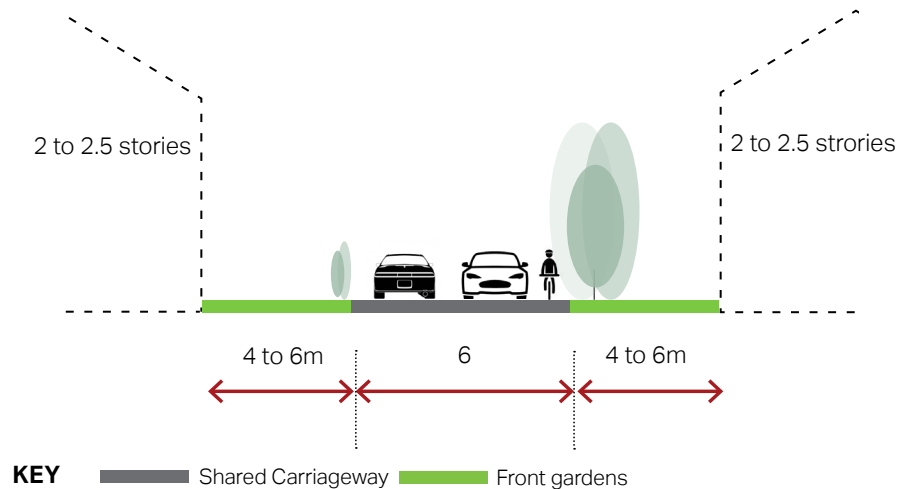 2 to 2.5 stories
2 to 2.5 strories
4 to 6m
6
4 to 6m
KEY
Shared Carriageway
Front gardens